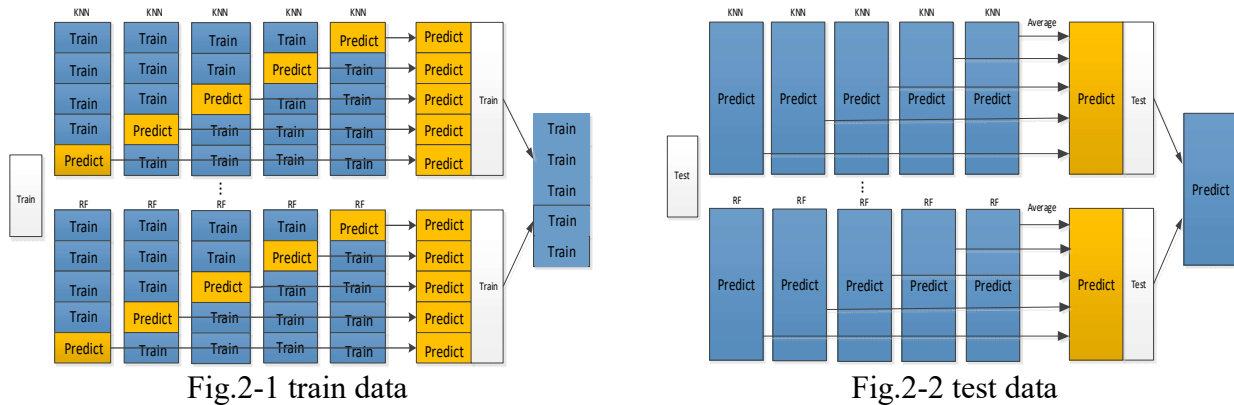 KNN KNN KNN KNN KNN
Train Train Train Train Predict Predict
Train Train Train Predict Train Predict
Train Train Predict Train Train Predict
Train Predict Train Train Train Predict
Predict Train Train Train Train Predict
Train
Train
RF RF RF RF RF
Train Train Train Train Predict Predict
Train Train Train Predict Train Predict
Train Train Predict Train Train Predict
Train Predict Train Train Train Predict
Predict Train Train Train Train Predict
Train
Train
Train
Train
Train
Train
Fig.2-1 train data
KNN KNN KNN KNN KNN
Average
Predict Predict Predict Predict Predict Predict Test
Test
RF RF RF RF RF
Average
Predict Predict Predict Predict Predict Predict Test
Predict
Fig.2-2 test data